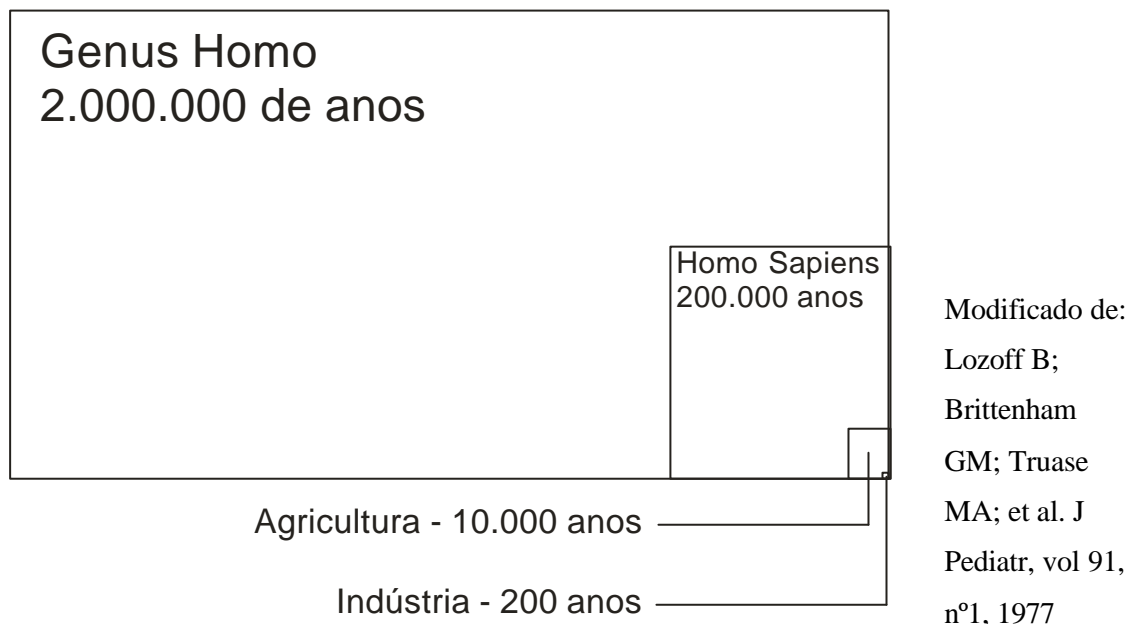 Genus Homo
2.000.000 de anos
Homo Sapiens
200.000 anos
Agricultura - 10.000 anos
Indústria - 200 anos
Modificado de:
Lozoff B;
Brittenham
GM; Truase
MA; et al. J
Pediatr, vol 91,
nº1, 1977